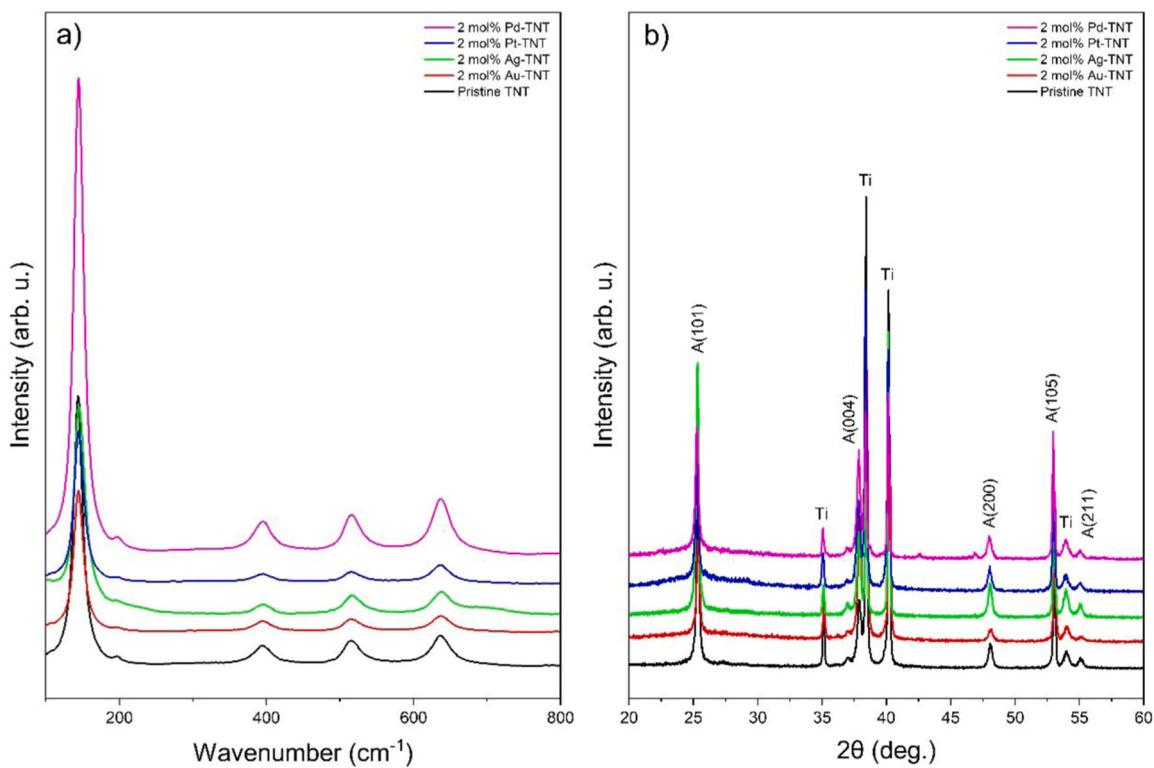 a)
2 mol% Pd-TNT
2 mol% Pt-TNT
2 mol% Ag-TNT
2 mol% Au-TNT
Pristine TNT
Intensity (arb. u.)
200
400
600
800
Wavenumber (cm⁻¹)
b)
2 mol% Pd-TNT
2 mol% Pt-TNT
2 mol% Ag-TNT
2 mol% Au-TNT
Pristine TNT
Intensity (arb. u.)
A(101)
Ti
A(004)
Ti
Ti
A(200)
A(105)
Ti
A(211)
20
25
30
35
40
45
50
55
60
2θ (deg.)